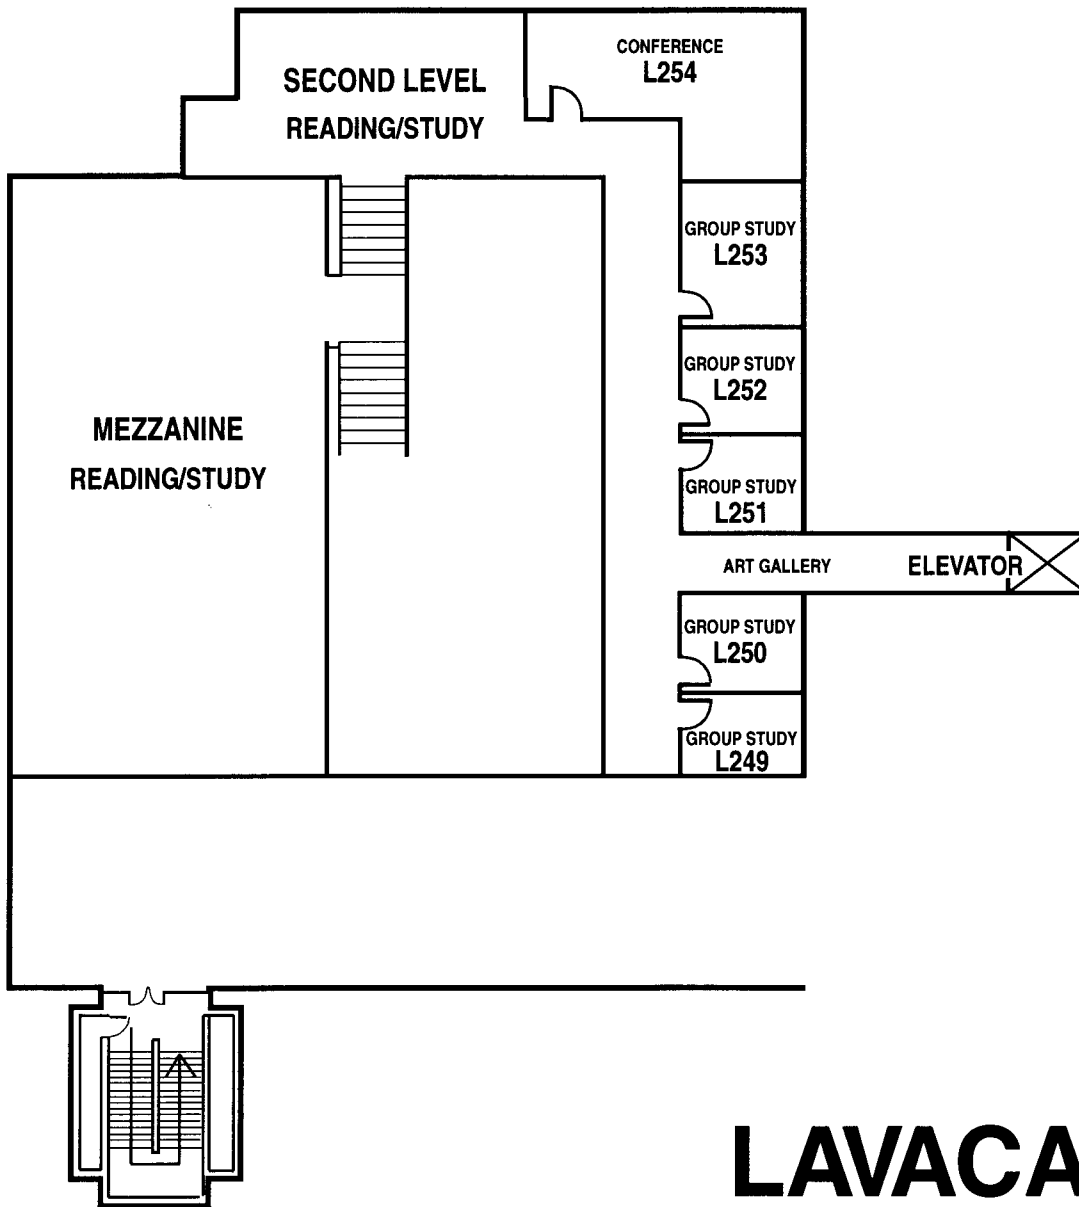 CONFERENCE
L254
SECOND LEVEL
READING/STUDY
GROUP STUDY
L253
GROUP STUDY
L252
MEZZANINE
READING/STUDY
GROUP STUDY
L251
ART GALLERY
ELEVATOR
GROUP STUDY
L250
GROUP STUDY
L249
LAVACA